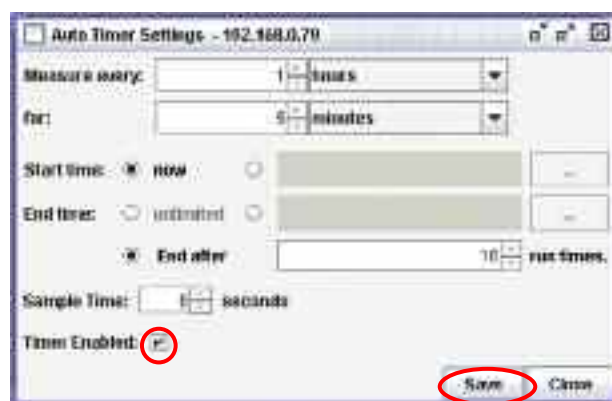 Auto Timer Settings - 192.168.0.79
Measure every: 1 hours
for: 5 minutes
Start time: now ...
End time: unlimited ...
End after 10 run times.
Sample Time: seconds
Timer Enabled:
Save Close